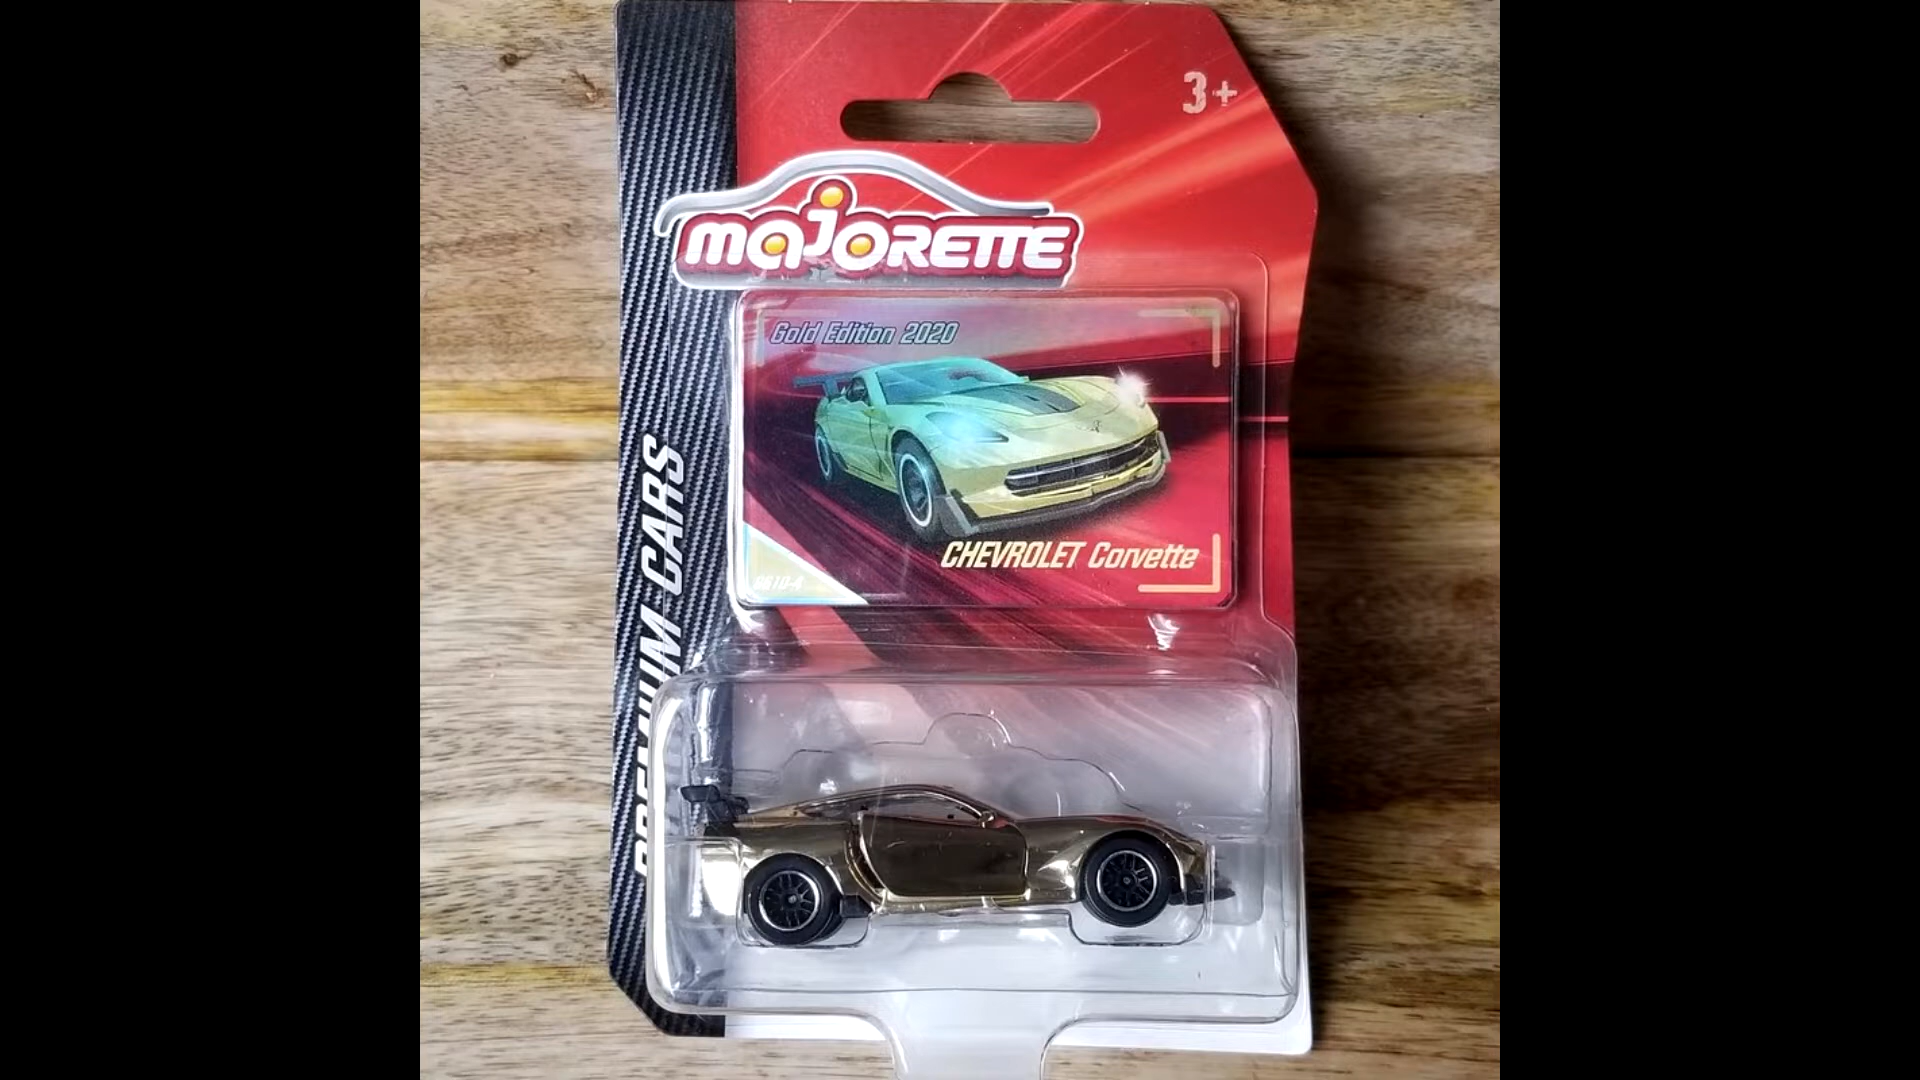 3+
majorette
Gold Edition 2020
CHEVROLET Corvette
PREMIUM CARS